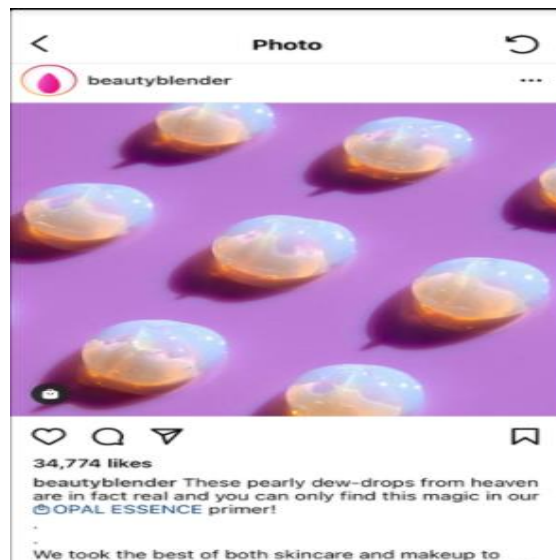 Photo
beautyblender
34,774 likes
beautyblender These pearly dew-drops from heaven
are in fact real and you can only find this magic in our
OPAL ESSENCE primer!
.
.
We took the best of both skincare and makeup to